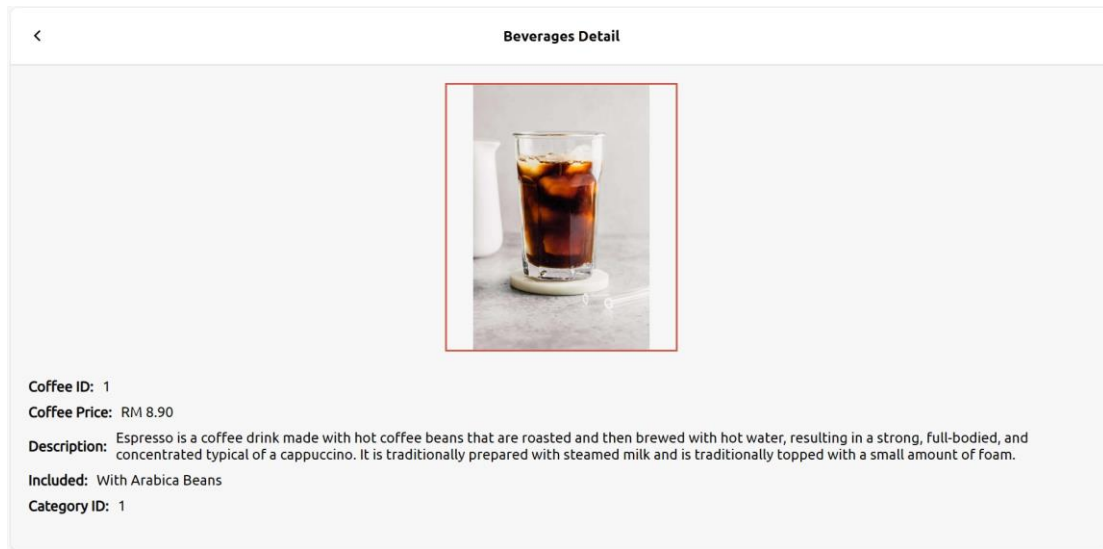 Beverages Detail
Coffee ID: 1
Coffee Price: RM 8.90
Description: Espresso is a coffee drink made with hot coffee beans that are roasted and then brewed with hot water, resulting in a strong, full-bodied, and
concentrated typical of a cappuccino. It is traditionally prepared with steamed milk and is traditionally topped with a small amount of foam.
Included: With Arabica Beans
Category ID: 1